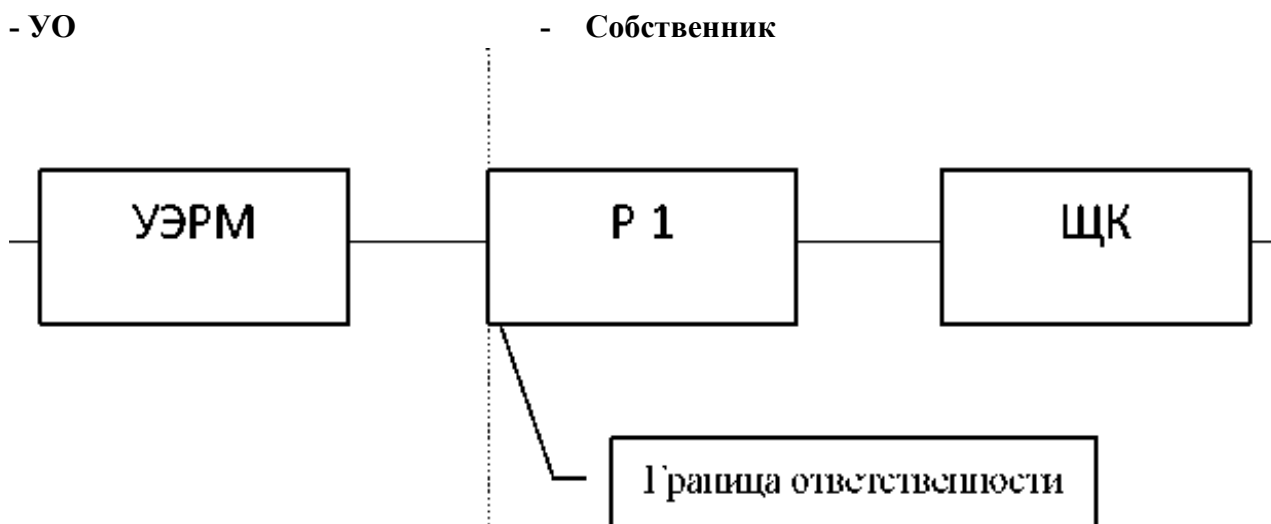 - УО - Собственник
УЭРМ Р 1 ЩК
Граница ответственности